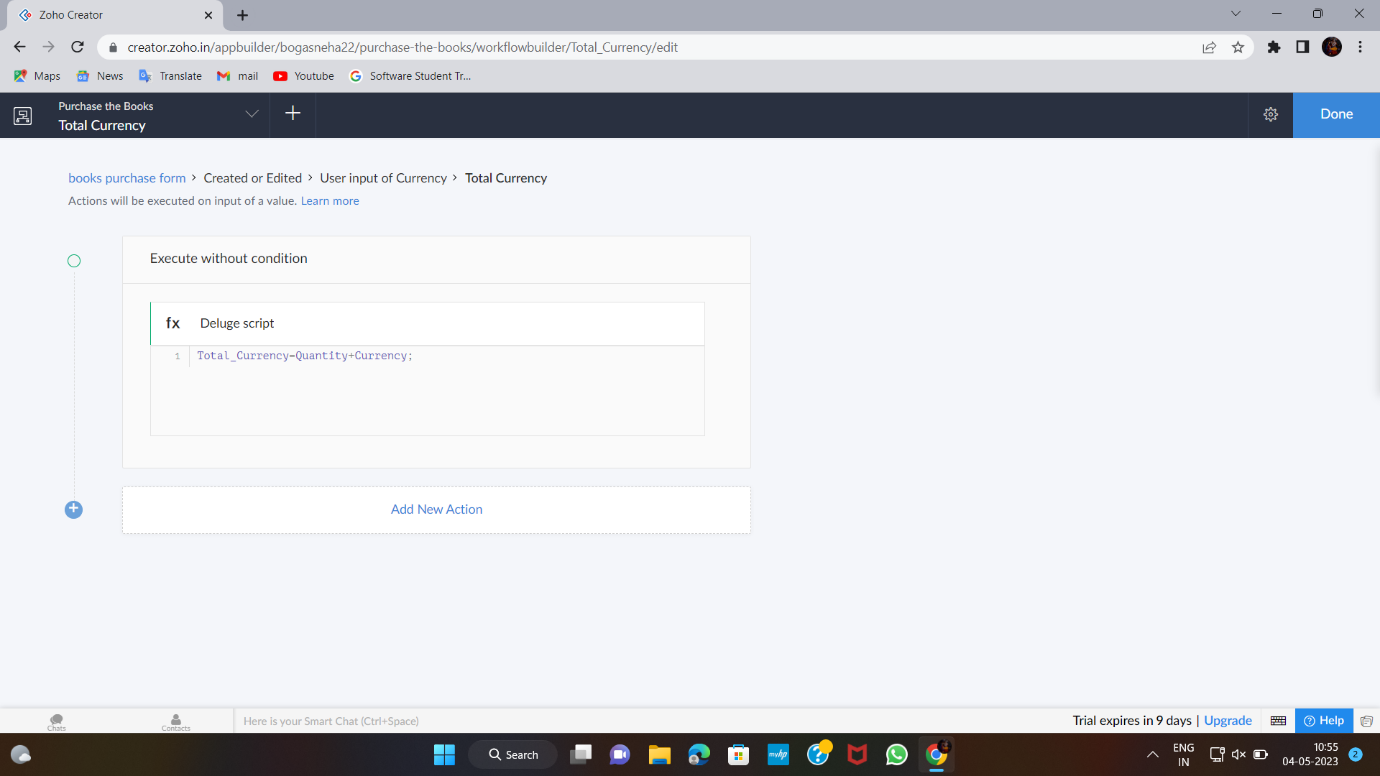 Zoho Creator
creator.zoho.in/appbuilder/bogasneha22/purchase-the-books/workflowbuilder/Total_Currency/edit
Maps News Translate mail Youtube Software Student Tr...
Purchase the Books
Total Currency
Done
books purchase form > Created or Edited > User input of Currency > Total Currency
Actions will be executed on input of a value. Learn more
Execute without condition
fx Deluge script
1 Total_Currency=Quantity+Currency;
Add New Action
Chats Contacts Here is your Smart Chat (Ctrl+Space)
Trial expires in 9 days | Upgrade
Help
Search
myhp
ENG
IN
10:55
04-05-2023
2